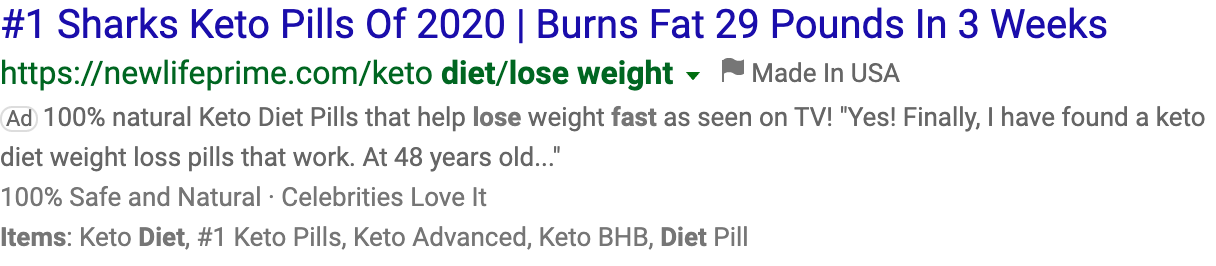 #1 Sharks Keto Pills Of 2020 | Burns Fat 29 Pounds In 3 Weeks
https://newlifeprime.com/keto diet/lose weight Made In USA
Ad 100% natural Keto Diet Pills that help lose weight fast as seen on TV! "Yes! Finally, I have found a keto
diet weight loss pills that work. At 48 years old..."
100% Safe and Natural · Celebrities Love It
Items: Keto Diet, #1 Keto Pills, Keto Advanced, Keto BHB, Diet Pill